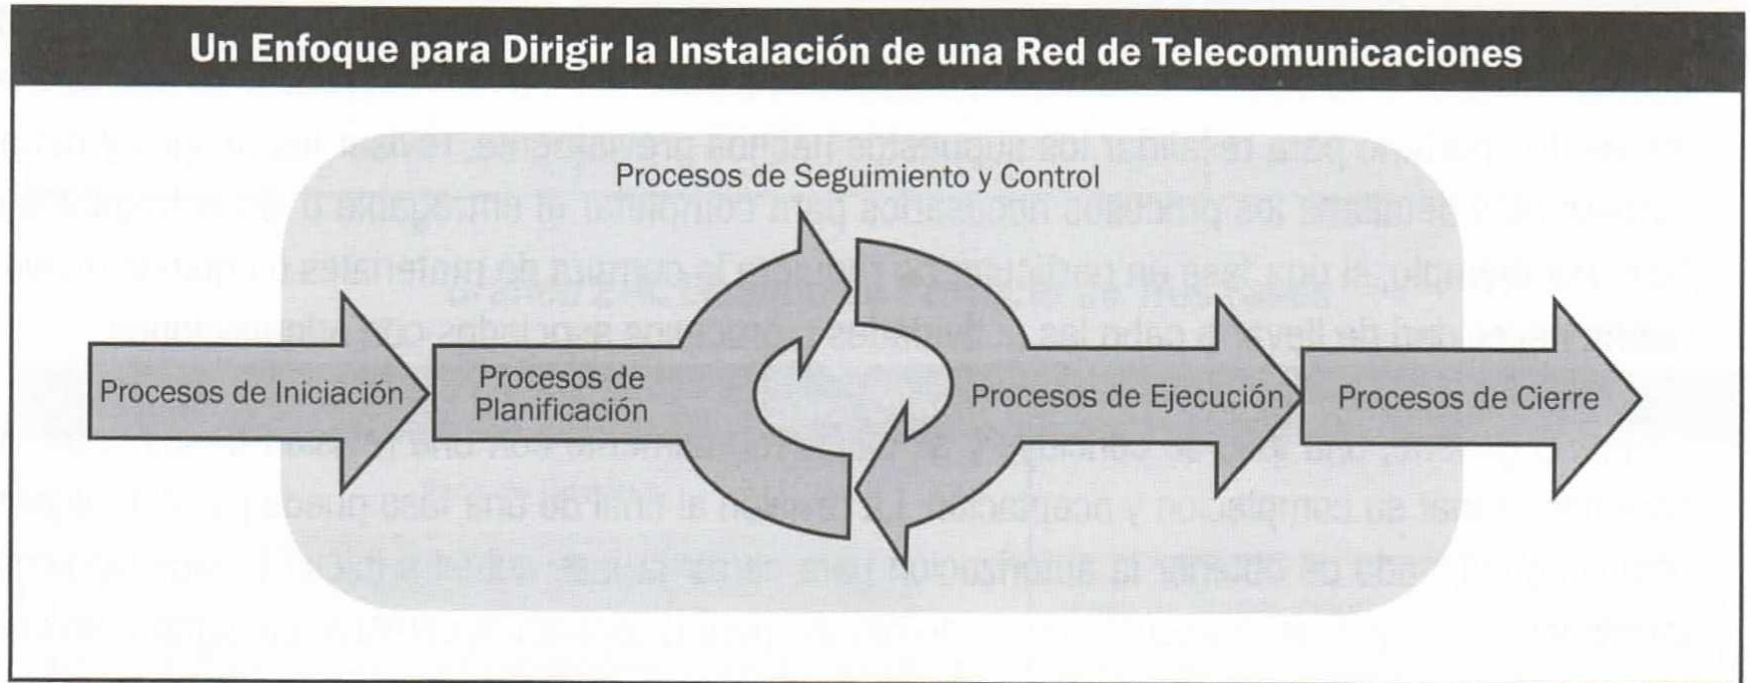 Un Enfoque para Dirigir la Instalación de una Red de Telecomunicaciones
Procesos de Seguimiento y Control
Procesos de Iniciación
Procesos de
Planificación
Procesos de Ejecución
Procesos de Cierre